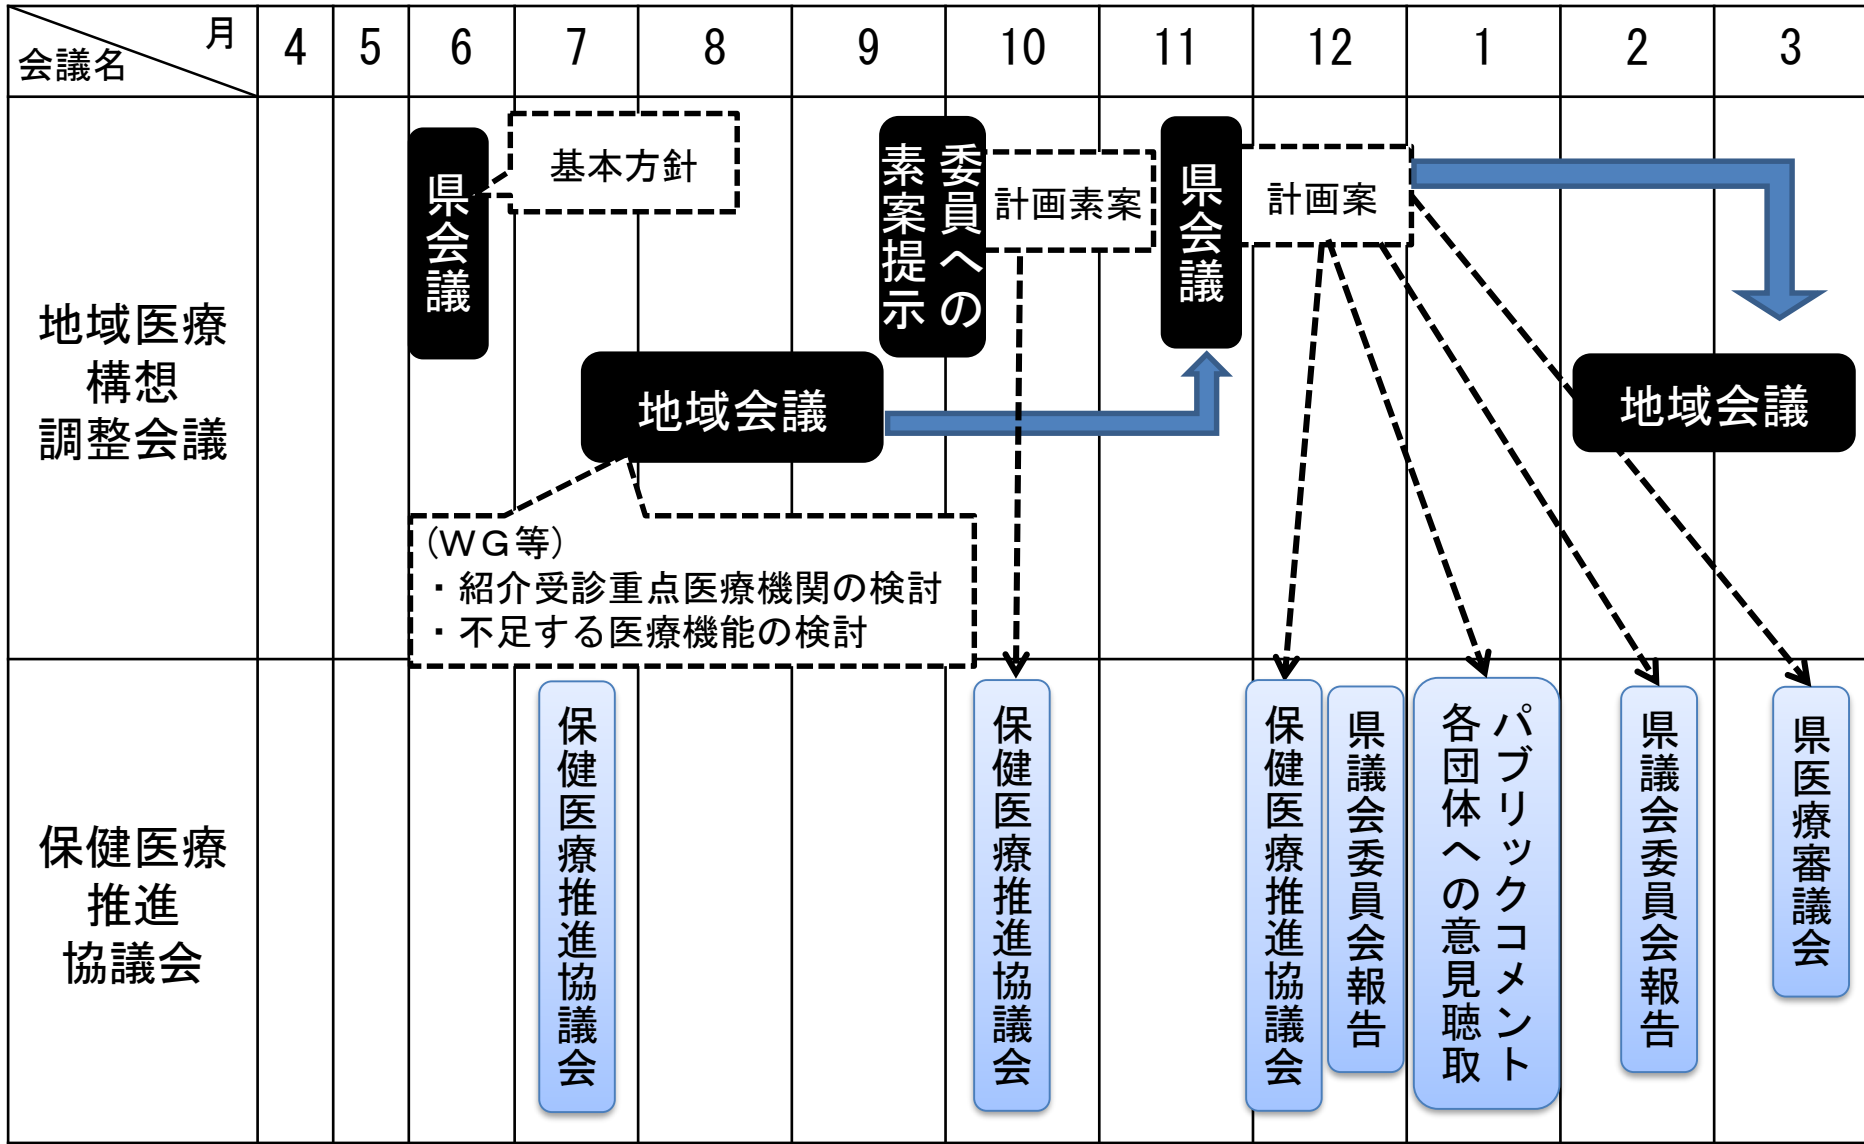 月
会議名
4 5 6 7 8 9 10 11 12 1 2 3
地域医療
構想
調整会議
県会議
基本方針
委員への
素案提示
計画素案
県会議
計画案
地域会議
地域会議
(ＷＧ等)
・紹介受診重点医療機関の検討
・不足する医療機能の検討
保健医療
推進
協議会
保健医療推進協議会
保健医療推進協議会
保健医療推進協議会
県議会委員会報告
パブリックコメント
各団体への意見聴取
県議会委員会報告
県医療審議会